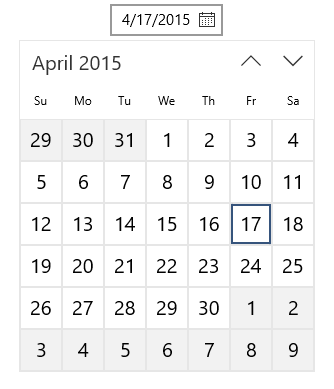 4/17/2015
April 2015
Su Mo Tu We Th Fr Sa
29 30 31 1 2 3 4
5 6 7 8 9 10 11
12 13 14 15 16 17 18
19 20 21 22 23 24 25
26 27 28 29 30 1 2
3 4 5 6 7 8 9